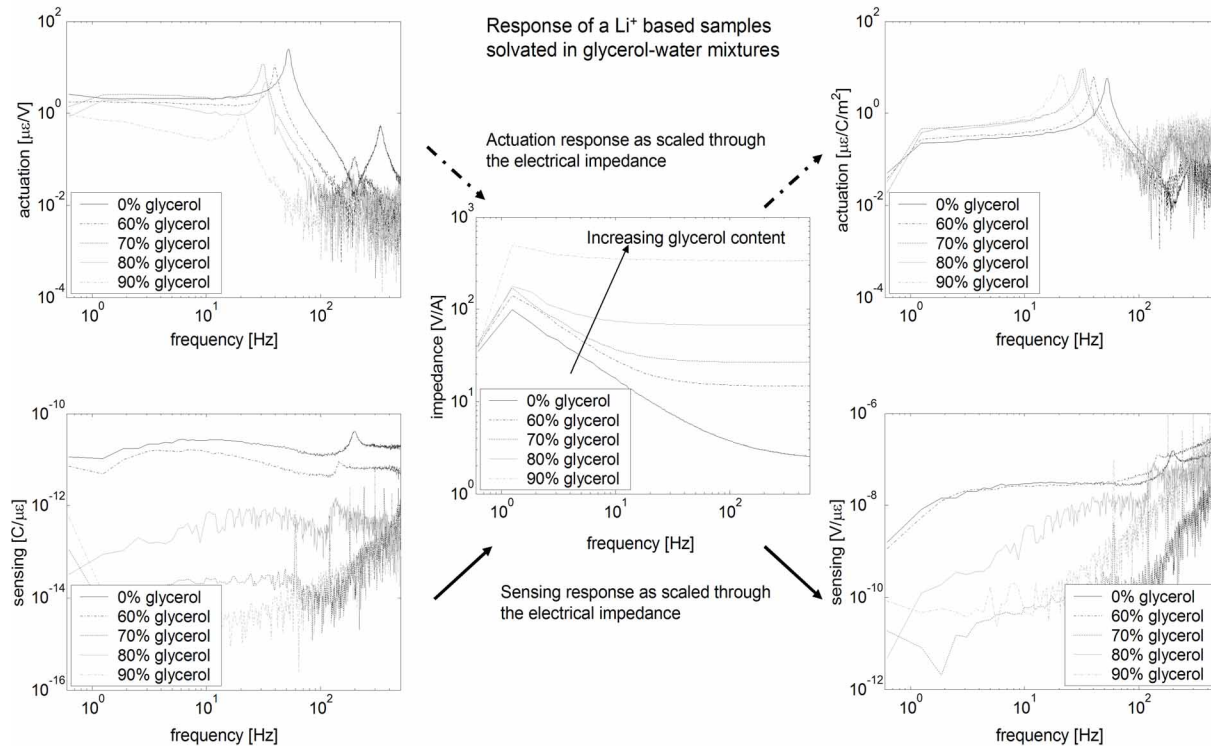 Response of a Li⁺ based samples
solvated in glycerol-water mixtures
actuation [με/V]
10²
10⁰
10⁻²
10⁻⁴
0% glycerol
60% glycerol
70% glycerol
80% glycerol
90% glycerol
10⁰
10¹
10²
frequency [Hz]
Actuation response as scaled through
the electrical impedance
actuation [με/C/m²]
10²
10⁰
10⁻²
10⁻⁴
0% glycerol
60% glycerol
70% glycerol
80% glycerol
90% glycerol
10⁰
10¹
10²
frequency [Hz]
impedance [V/A]
10³
10²
10¹
10⁰
Increasing glycerol content
0% glycerol
60% glycerol
70% glycerol
80% glycerol
90% glycerol
10⁰
10¹
10²
frequency [Hz]
sensing [C/με]
10⁻¹⁰
10⁻¹²
10⁻¹⁴
10⁻¹⁶
0% glycerol
60% glycerol
70% glycerol
80% glycerol
90% glycerol
10⁰
10¹
10²
frequency [Hz]
Sensing response as scaled through
the electrical impedance
sensing [V/με]
10⁻⁶
10⁻⁸
10⁻¹⁰
10⁻¹²
0% glycerol
60% glycerol
70% glycerol
80% glycerol
90% glycerol
10⁰
10¹
10²
frequency [Hz]